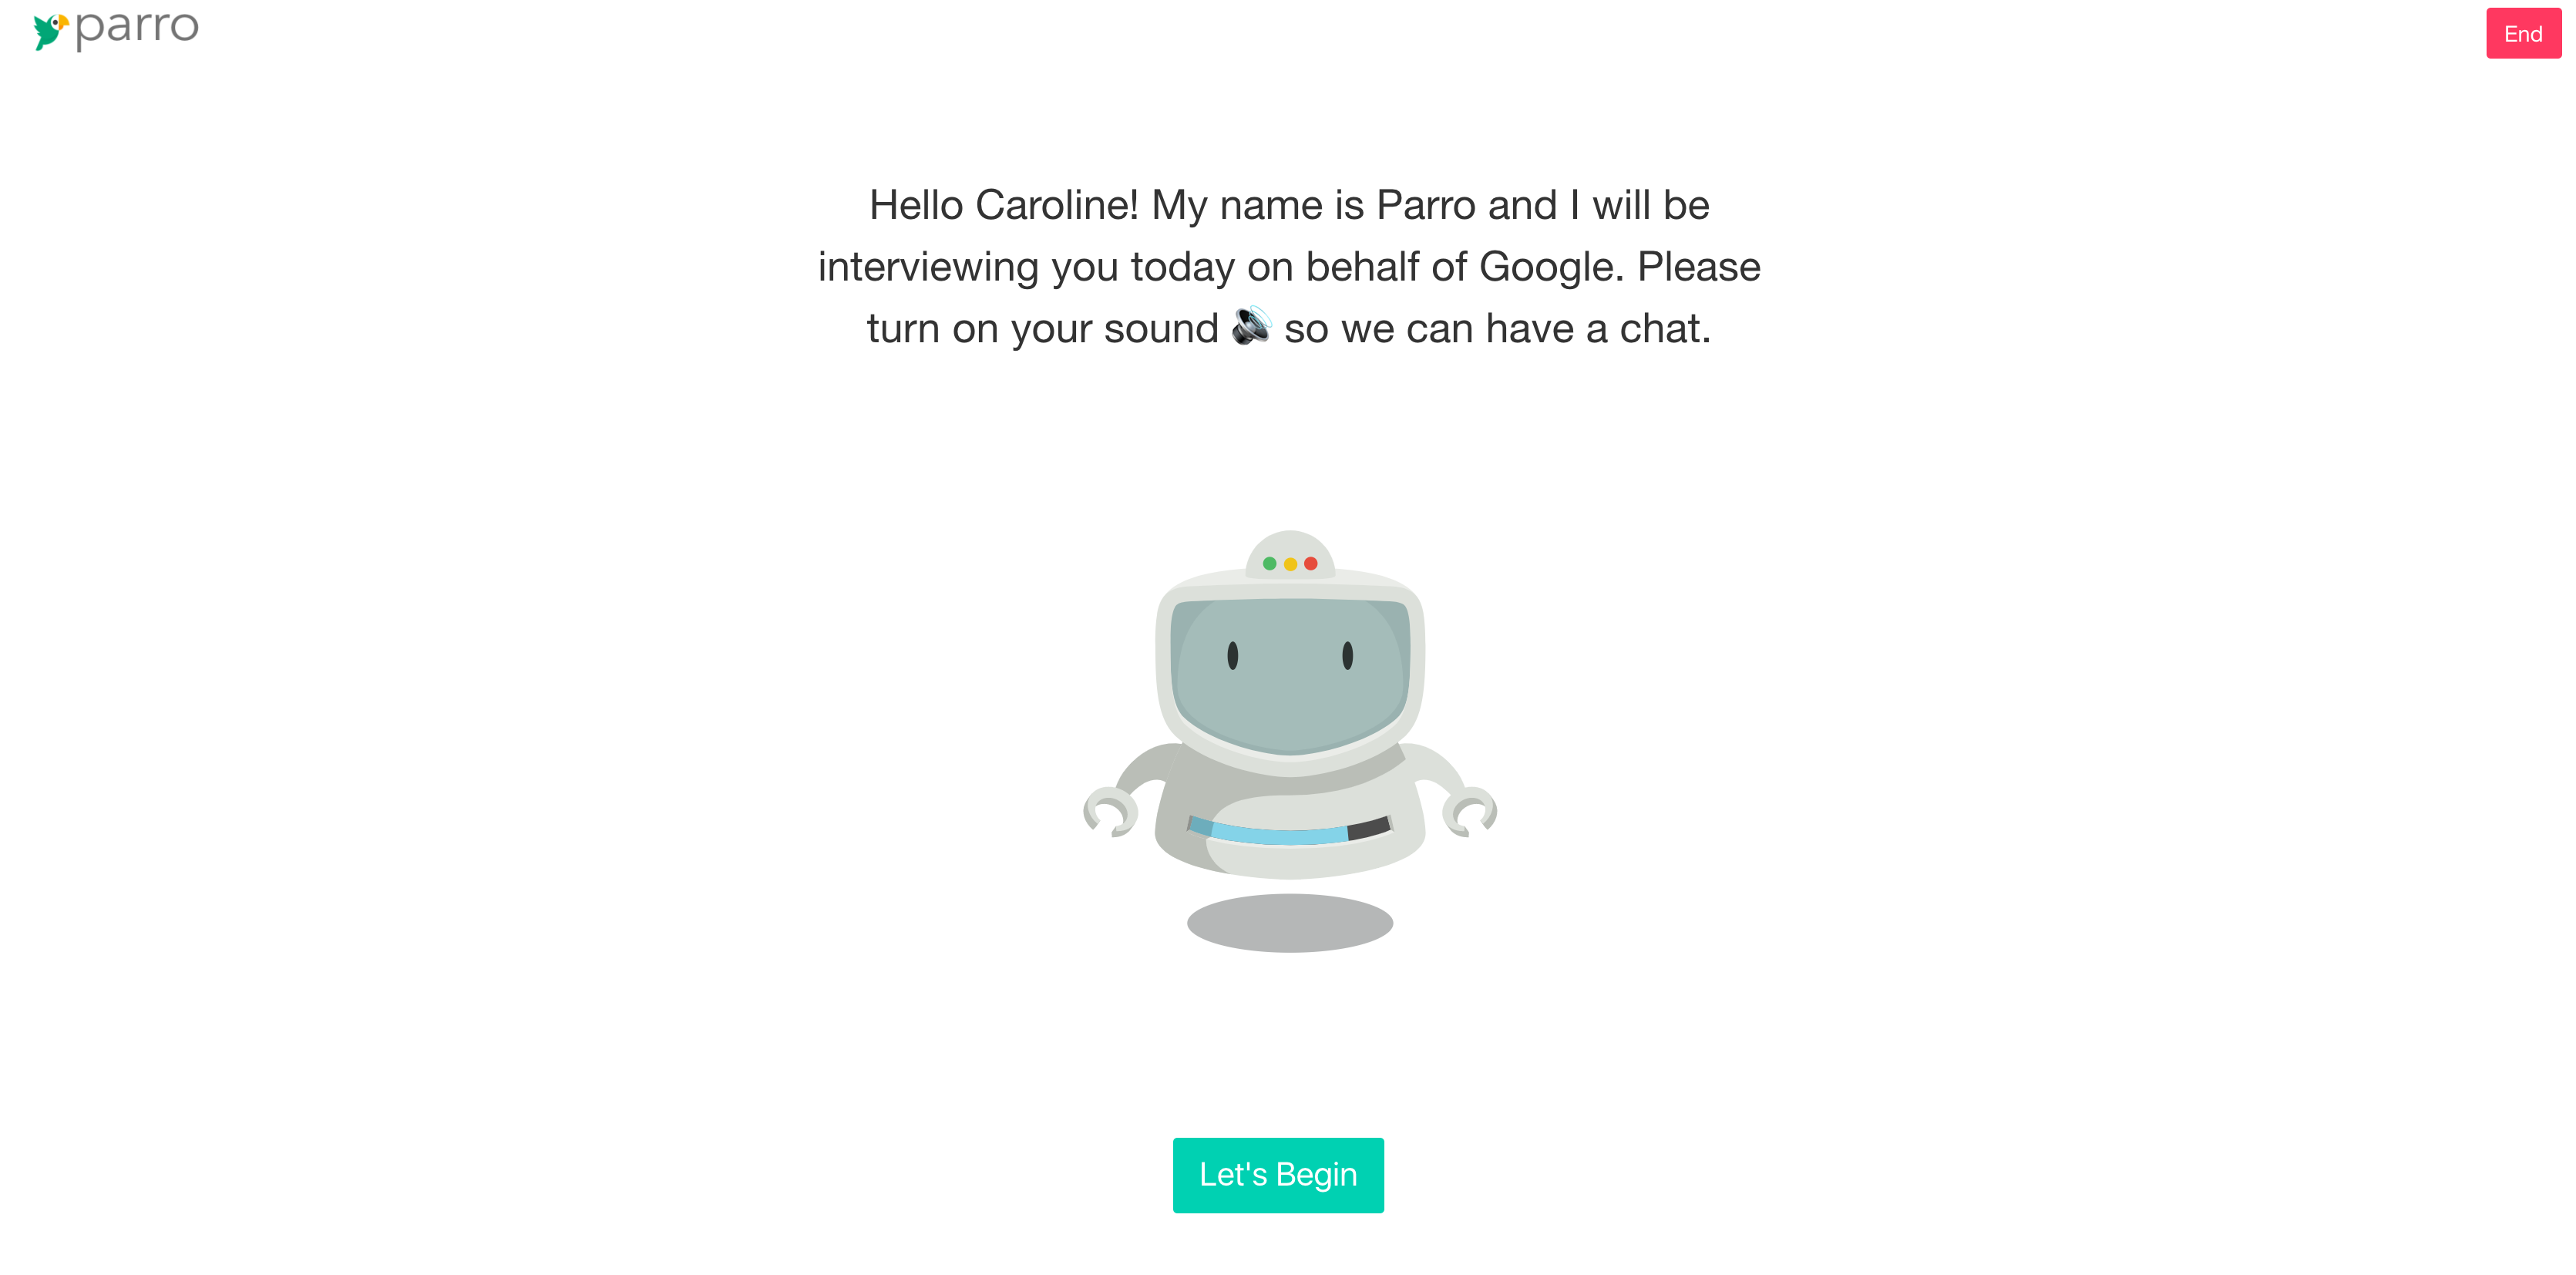 parro
End
Hello Caroline! My name is Parro and I will be
interviewing you today on behalf of Google. Please
turn on your sound 🔊 so we can have a chat.
Let's Begin